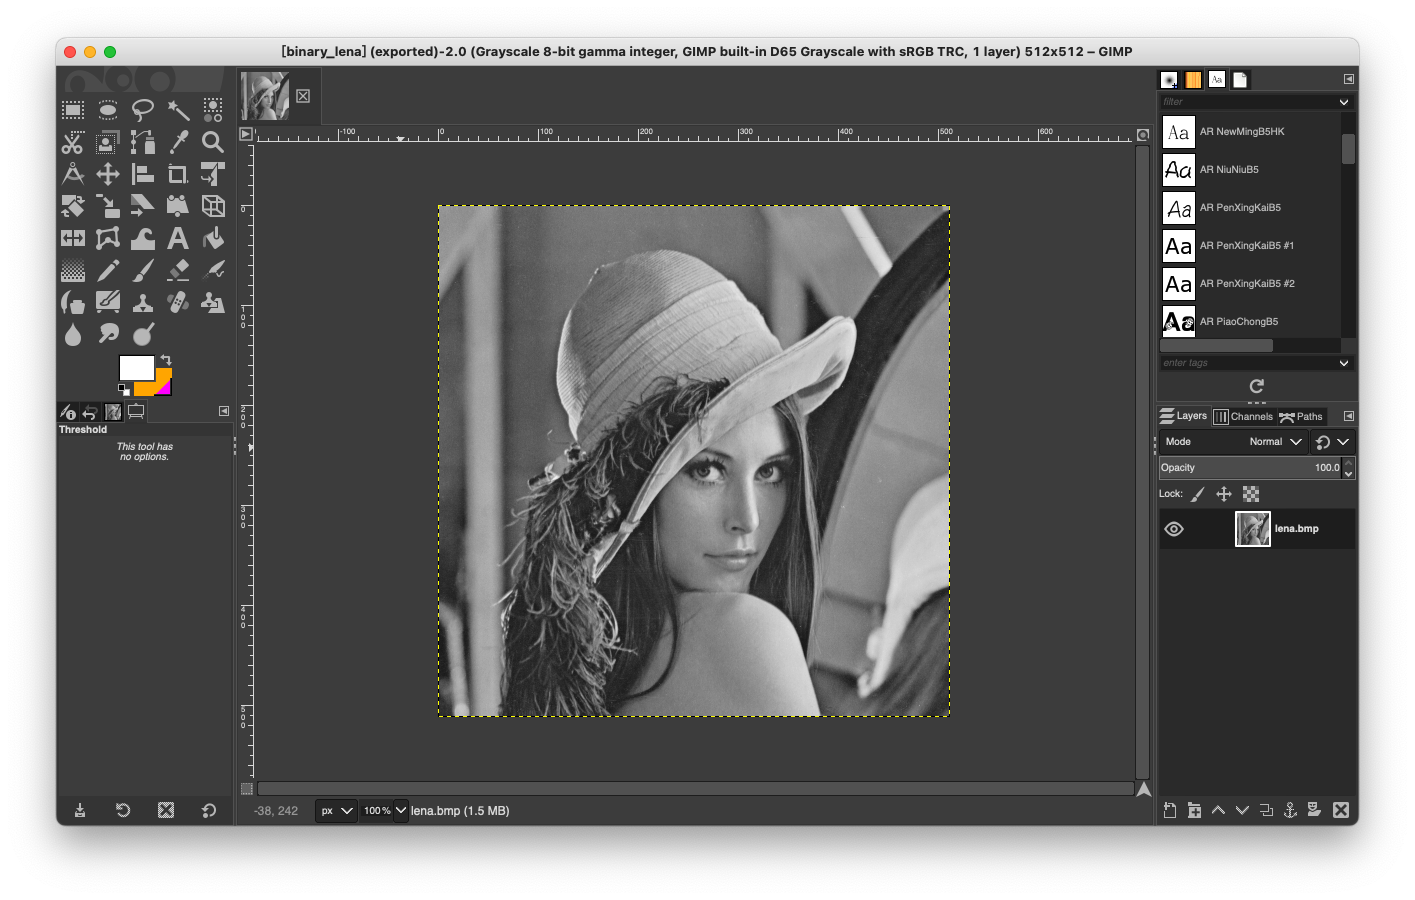 [binary_lena] (exported)-2.0 (Grayscale 8-bit gamma integer, GIMP built-in D65 Grayscale with sRGB TRC, 1 layer) 512x512 – GIMP
-100 0 100 200 300 400 500 600
0
100
200
300
400
500
Threshold
This tool has
no options.
-38, 242
px
100%
lena.bmp (1.5 MB)
Aa
filter
Aa AR NewMingB5HK
Aa AR NiuNiuB5
Aa AR PenXingKaiB5
Aa AR PenXingKaiB5 #1
Aa AR PenXingKaiB5 #2
Aa AR PiaoChongB5
enter tags
Layers Channels Paths
Mode Normal
Opacity 100.0
Lock:
lena.bmp